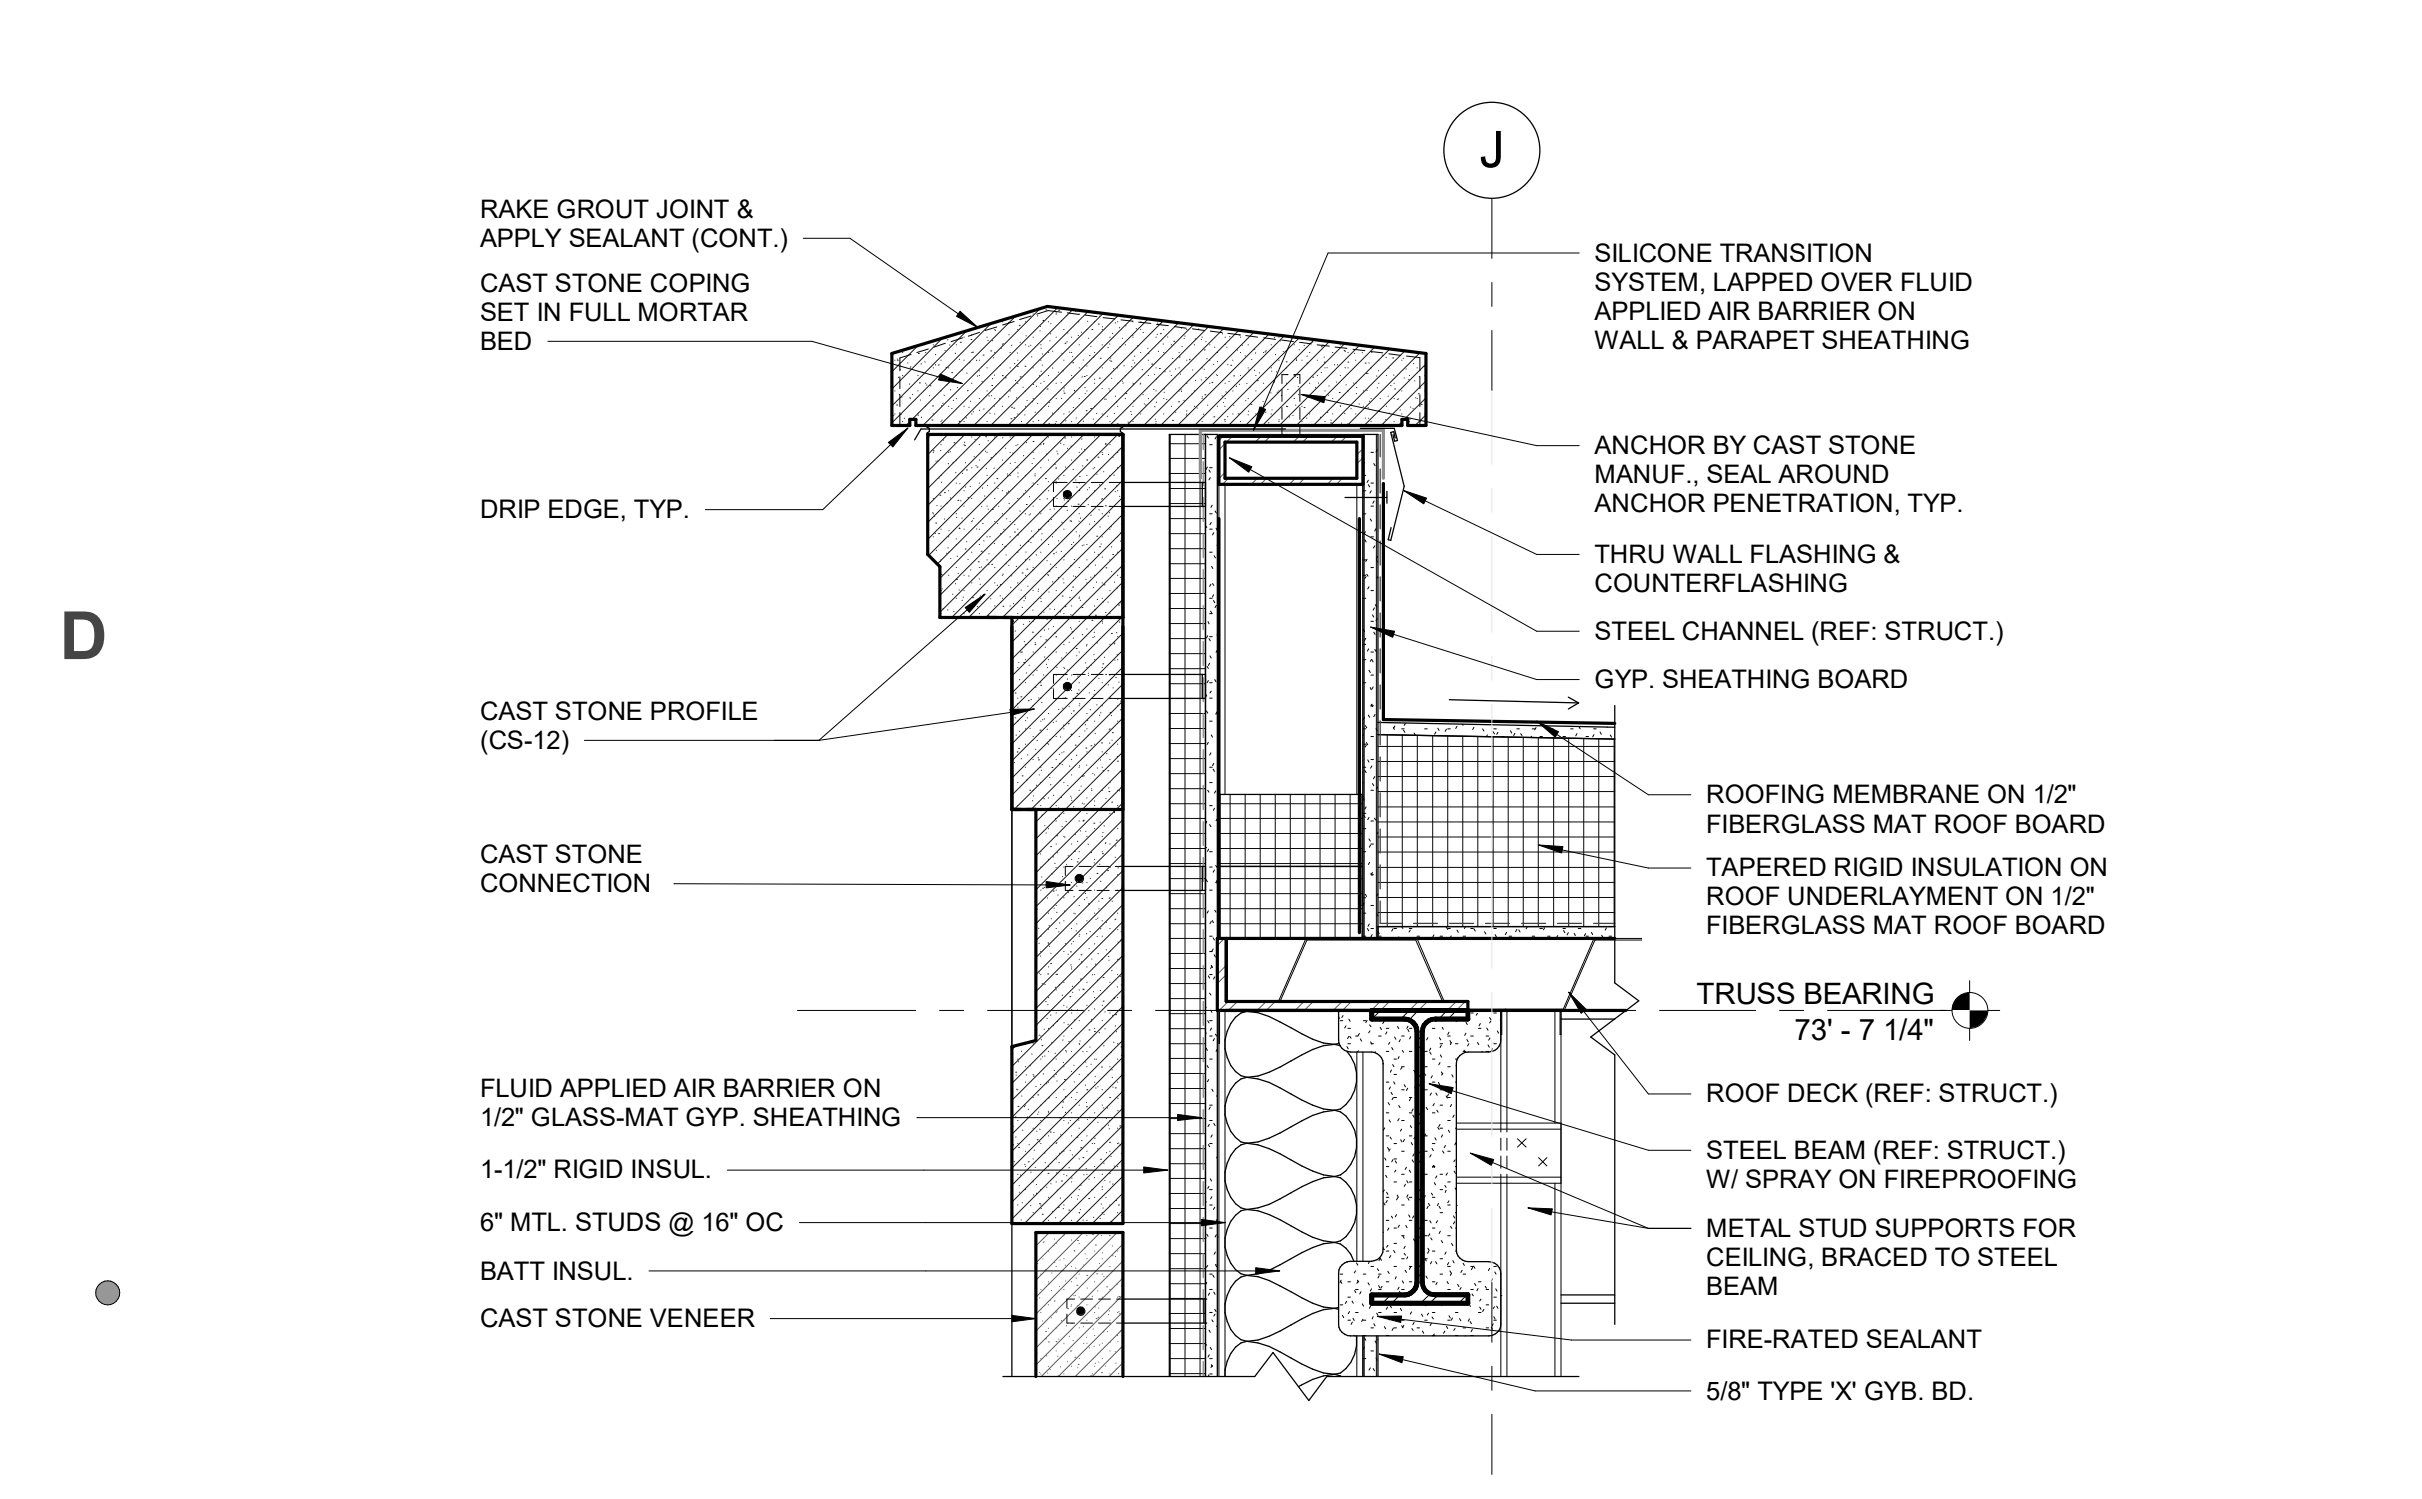 J
RAKE GROUT JOINT &
APPLY SEALANT (CONT.)
CAST STONE COPING
SET IN FULL MORTAR
BED
DRIP EDGE, TYP.
D
CAST STONE PROFILE
(CS-12)
CAST STONE
CONNECTION
FLUID APPLIED AIR BARRIER ON
1/2" GLASS-MAT GYP. SHEATHING
1-1/2" RIGID INSUL.
6" MTL. STUDS @ 16" OC
BATT INSUL.
CAST STONE VENEER
SILICONE TRANSITION
SYSTEM, LAPPED OVER FLUID
APPLIED AIR BARRIER ON
WALL & PARAPET SHEATHING
ANCHOR BY CAST STONE
MANUF., SEAL AROUND
ANCHOR PENETRATION, TYP.
THRU WALL FLASHING &
COUNTERFLASHING
STEEL CHANNEL (REF: STRUCT.)
GYP. SHEATHING BOARD
ROOFING MEMBRANE ON 1/2"
FIBERGLASS MAT ROOF BOARD
TAPERED RIGID INSULATION ON
ROOF UNDERLAYMENT ON 1/2"
FIBERGLASS MAT ROOF BOARD
TRUSS BEARING
73' - 7 1/4"
ROOF DECK (REF: STRUCT.)
STEEL BEAM (REF: STRUCT.)
W/ SPRAY ON FIREPROOFING
METAL STUD SUPPORTS FOR
CEILING, BRACED TO STEEL
BEAM
FIRE-RATED SEALANT
5/8" TYPE 'X' GYB. BD.